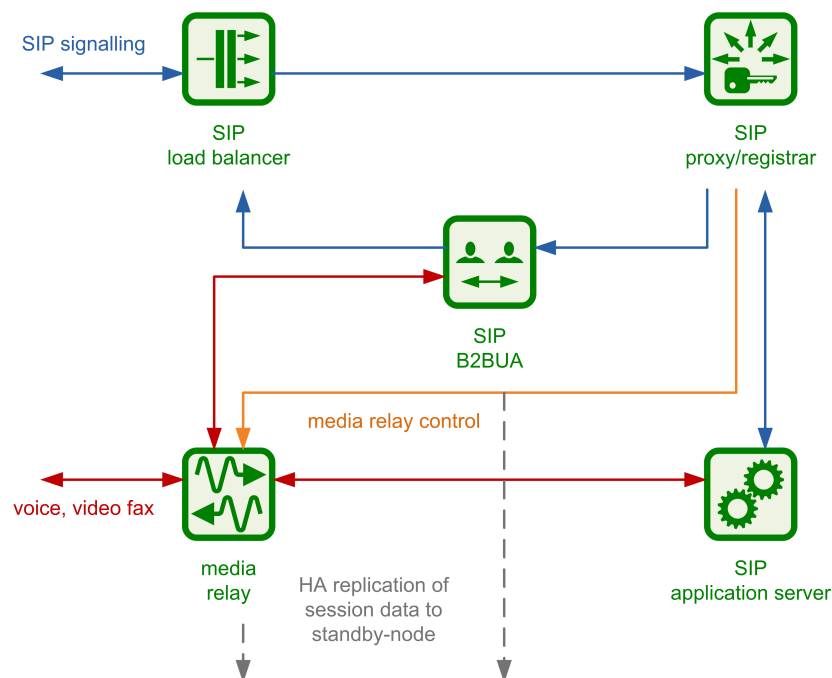 SIP signalling
SIP
load balancer
SIP
proxy/registrar
SIP
B2BUA
media relay control
voice, video fax
media
relay
HA replication of
session data to
standby-node
SIP
application server